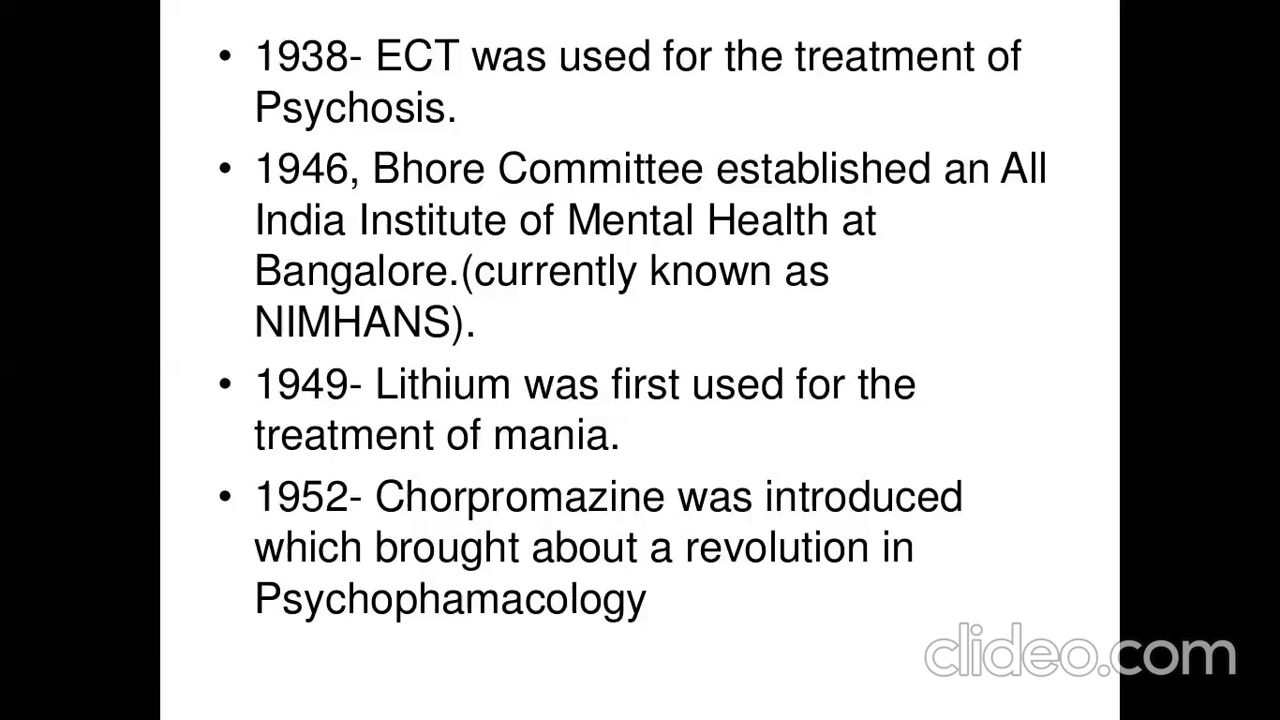 • 1938- ECT was used for the treatment of
Psychosis.
• 1946, Bhore Committee established an All
India Institute of Mental Health at
Bangalore.(currently known as
NIMHANS).
• 1949- Lithium was first used for the
treatment of mania.
• 1952- Chorpromazine was introduced
which brought about a revolution in
Psychophamacology
clideo.com